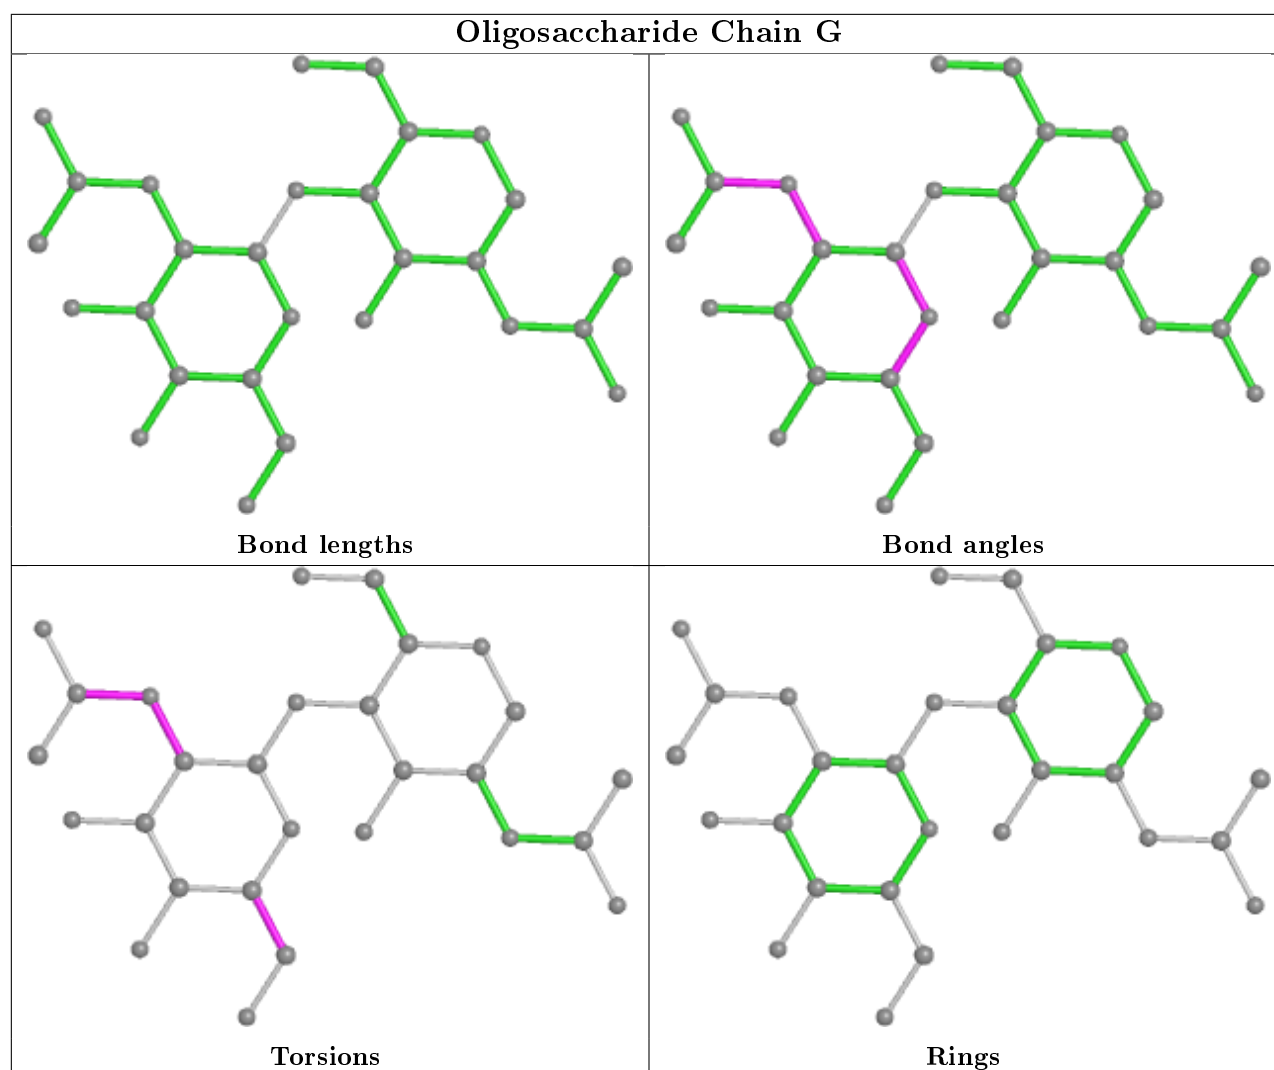 Oligosaccharide Chain G
Bond lengths
Bond angles
Torsions
Rings